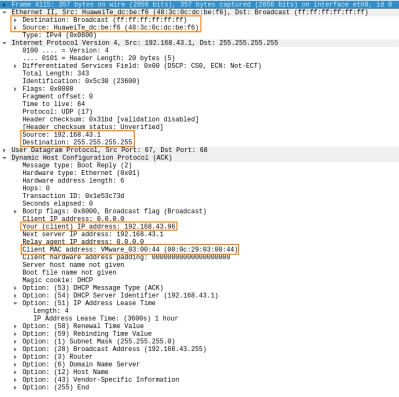 Frame 4115: 357 bytes on wire (2856 bits), 357 bytes captured (2856 bits) on interface eth0, id 0
Ethernet II, Src: HuaweiTe_dc:be:f6 (48:3c:0c:dc:be:f6), Dst: Broadcast (ff:ff:ff:ff:ff:ff)
Destination: Broadcast (ff:ff:ff:ff:ff:ff)
Source: HuaweiTe_dc:be:f6 (48:3c:0c:dc:be:f6)
Type: IPv4 (0x0800)
Internet Protocol Version 4, Src: 192.168.43.1, Dst: 255.255.255.255
0100 .... = Version: 4
.... 0101 = Header Length: 20 bytes (5)
Differentiated Services Field: 0x00 (DSCP: CS0, ECN: Not-ECT)
Total Length: 343
Identification: 0x5c30 (23600)
Flags: 0x0000
Fragment offset: 0
Time to live: 64
Protocol: UDP (17)
Header checksum: 0x31bd [validation disabled]
[Header checksum status: Unverified]
Source: 192.168.43.1
Destination: 255.255.255.255
User Datagram Protocol, Src Port: 67, Dst Port: 68
Dynamic Host Configuration Protocol (ACK)
Message type: Boot Reply (2)
Hardware type: Ethernet (0x01)
Hardware address length: 6
Hops: 0
Transaction ID: 0x1e53c73d
Seconds elapsed: 0
Bootp flags: 0x8000, Broadcast flag (Broadcast)
Client IP address: 0.0.0.0
Your (client) IP address: 192.168.43.96
Next server IP address: 192.168.43.1
Relay agent IP address: 0.0.0.0
Client MAC address: VMware_03:00:44 (00:0c:29:03:00:44)
Client hardware address padding: 00000000000000000000
Server host name not given
Boot file name not given
Magic cookie: DHCP
Option: (53) DHCP Message Type (ACK)
Option: (54) DHCP Server Identifier (192.168.43.1)
Option: (51) IP Address Lease Time
Length: 4
IP Address Lease Time: (3600s) 1 hour
Option: (58) Renewal Time Value
Option: (59) Rebinding Time Value
Option: (1) Subnet Mask (255.255.255.0)
Option: (28) Broadcast Address (192.168.43.255)
Option: (3) Router
Option: (6) Domain Name Server
Option: (12) Host Name
Option: (43) Vendor-Specific Information
Option: (255) End